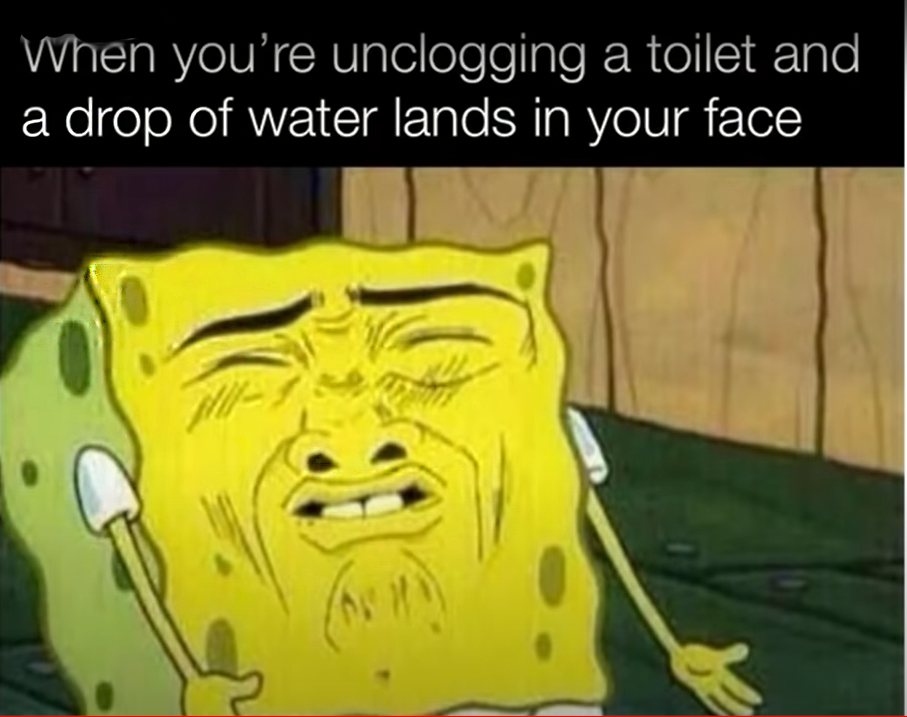 When you’re unclogging a toilet and
a drop of water lands in your face